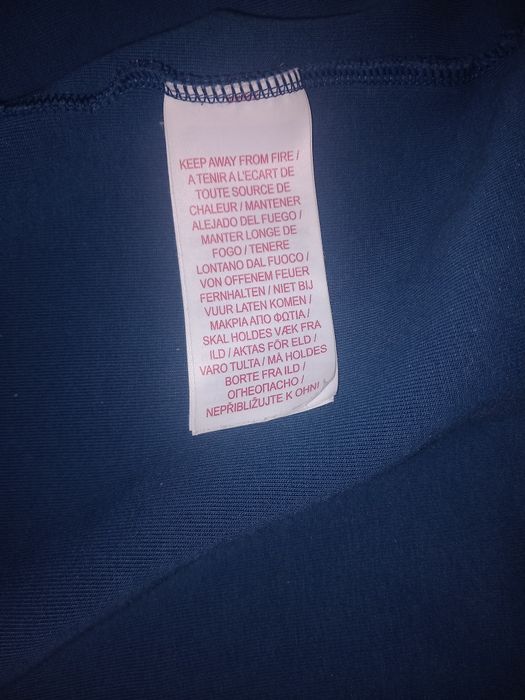 KEEP AWAY FROM FIRE /
A TENIR A L'ECART DE
TOUTE SOURCE DE
CHALEUR / MANTENER
ALEJADO DEL FUEGO /
MANTER LONGE DE
FOGO / TENERE
LONTANO DAL FUOCO /
VON OFFENEM FEUER
FERNHALTEN / NIET BIJ
VUUR LATEN KOMEN /
ΜΑΚΡΙΑ ΑΠΟ ΦΩΤΙΑ /
SKAL HOLDES VÆK FRA
ILD / AKTAS FÖR ELD /
VARO TULTA / MÅ HOLDES
BORTE FRA ILD /
ОГНЕОПАСНО /
NEPŘIBLIŽUJTE K OHNI